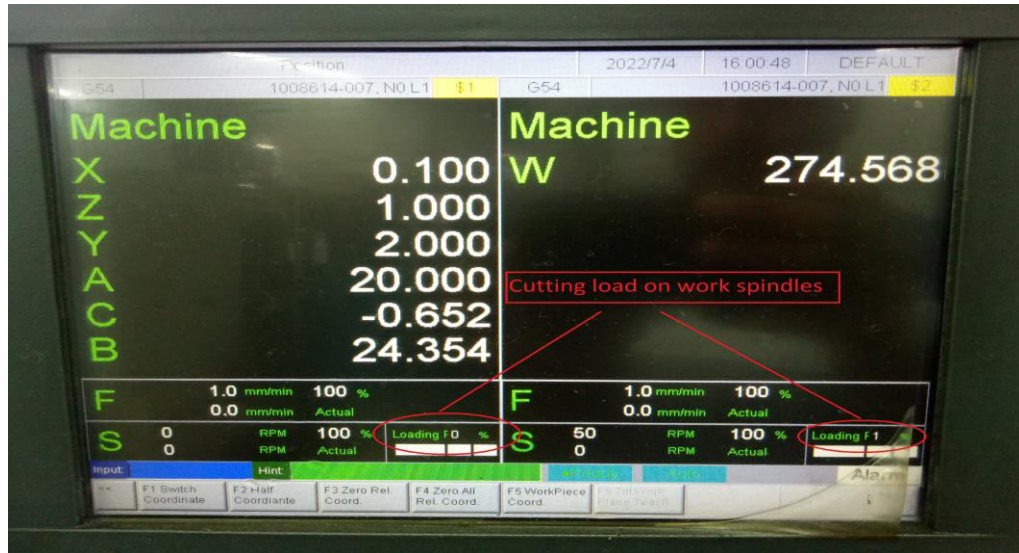 Position 2022/7/4 16:00:48 DEFAULT
G54 1008614-007, N0 L1 $1 G54 1008614-007, N0 L1 $2
Machine Machine
X 0.100 W 274.568
Z 1.000
Y 2.000
A 20.000
Cutting load on work spindles
C -0.652
B 24.354
F 1.0 mm/min 100 % F 1.0 mm/min 100 %
0.0 mm/min Actual 0.0 mm/min Actual
S 0 RPM 100 % Loading F 0 % S 50 RPM 100 % Loading F 1 %
0 RPM Actual 0 RPM Actual
Input: Hint: Alarm
<< F1 Switch Coordinate F2 Half Coordiante F3 Zero Rel. Coord. F4 Zero All Rel. Coord. F5 WorkPiece Coord.